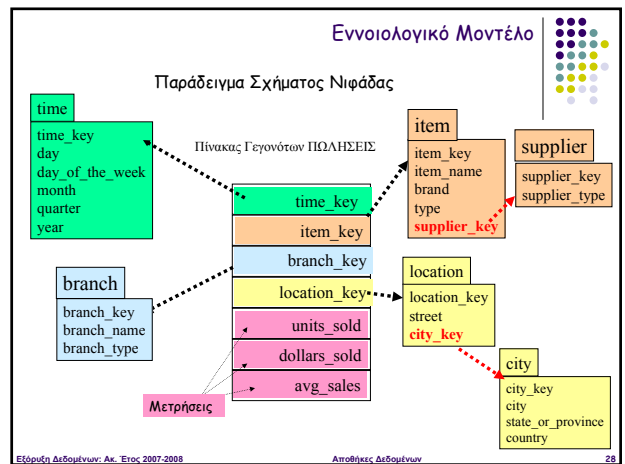 Εννοιολογικό Μοντέλο
Παράδειγμα Σχήματος Νιφάδας
time
time_key
day
day_of_the_week
month
quarter
year
Πίνακας Γεγονότων ΠΩΛΗΣΕΙΣ
time_key
item_key
branch_key
location_key
units_sold
dollars_sold
avg_sales
Μετρήσεις
branch
branch_key
branch_name
branch_type
item
item_key
item_name
brand
type
supplier_key
supplier
supplier_key
supplier_type
location
location_key
street
city_key
city
city_key
city
state_or_province
country
Εξόρυξη Δεδομένων: Ακ. Έτος 2007-2008
Αποθήκες Δεδομένων
28